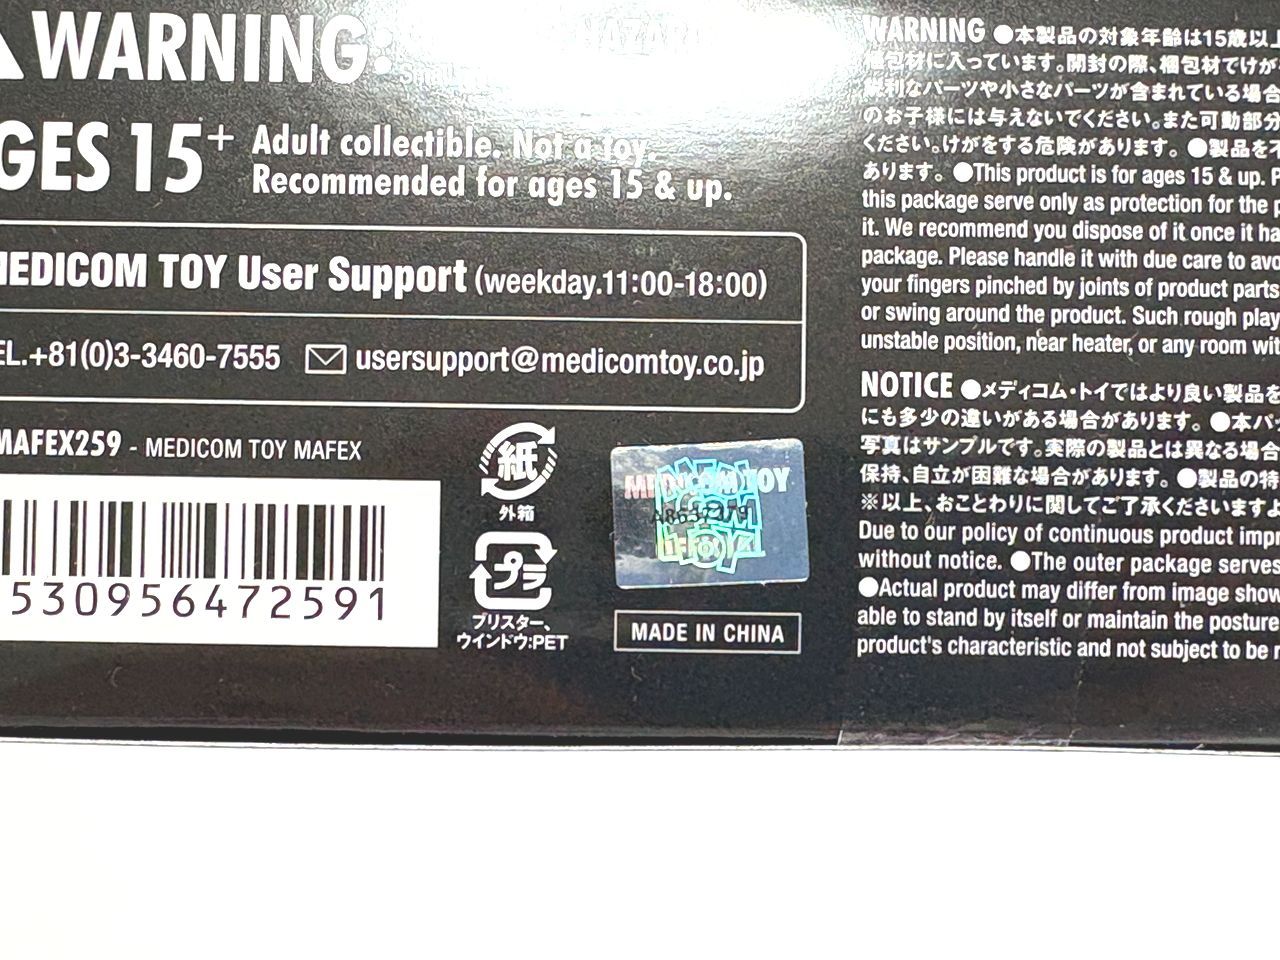 WARNING:
AGES 15+ Adult collectible. Not a toy.
Recommended for ages 15 & up.
MEDICOM TOY User Support (weekday.11:00-18:00)
TEL.+81(0)3-3460-7555 usersupport@medicomtoy.co.jp
MAFEX259 - MEDICOM TOY MAFEX
530956472591
紙
外箱
プラ
ブリスター、
ウインドウ:PET
MEDICOM TOY
MADE IN CHINA
WARNING ●本製品の対象年齢は15歳以上
梱包材に入っています。開封の際、梱包材でけが
鋭利なパーツや小さなパーツが含まれている場合
のお子様には与えないでください。また可動部分
ください。けがをする危険があります。 ●製品を不
あります。 ●This product is for ages 15 & up. P
this package serve only as protection for the p
it. We recommend you dispose of it once it ha
package. Please handle it with due care to avo
your fingers pinched by joints of product parts
or swing around the product. Such rough play
unstable position, near heater, or any room wit
NOTICE ●メディコム・トイではより良い製品を
にも多少の違いがある場合があります。 ●本パッ
写真はサンプルです。実際の製品とは異なる場合
保持、自立が困難な場合があります。 ●製品の特
※以上、おことわりに関してご了承くださいますよ
Due to our policy of continuous product impr
without notice. ●The outer package serves
●Actual product may differ from image show
able to stand by itself or maintain the posture
product's characteristic and not subject to be r